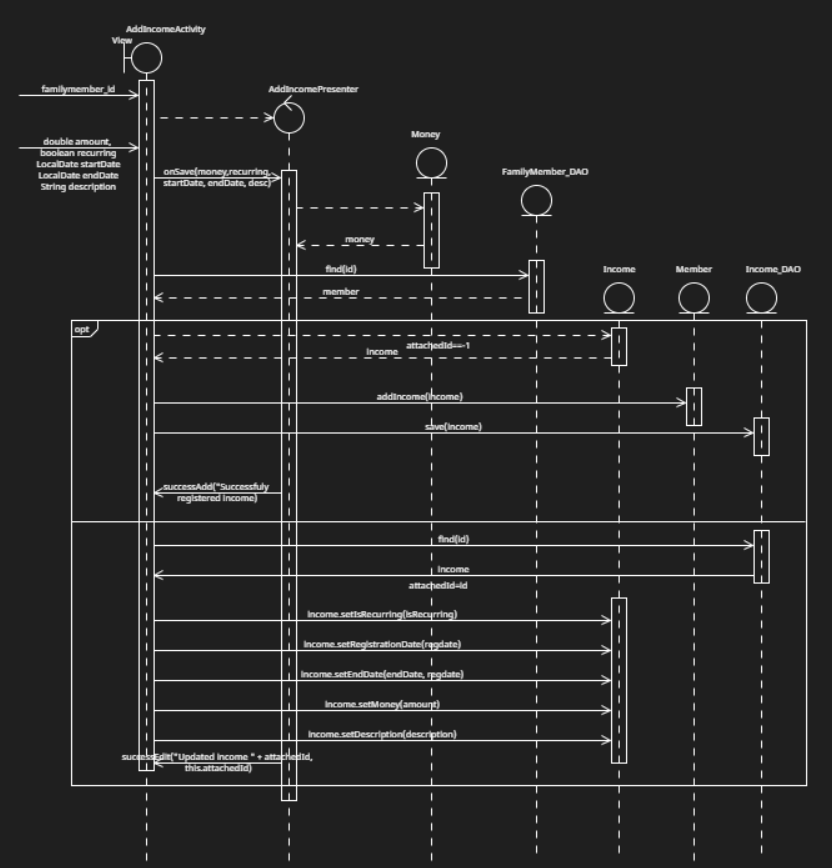 AddIncomeActivity
View
familymember_id
AddIncomePresenter
double amount,
boolean recurring
LocalDate startDate
LocalDate endDate
String description
Money
onSave(money,recurring,
startDate, endDate, desc)
FamilyMember_DAO
money
find(id)
member
Income
Member
Income_DAO
opt
attachedId==-1
income
addIncome(income)
save(income)
successAdd("Successfuly
registered income)
find(id)
income
attachedId=id
income.setIsRecurring(isRecurring)
income.setRegistrationDate(regdate)
income.setEndDate(endDate, regdate)
income.setMoney(amount)
income.setDescription(description)
successEdit("Updated income " + attachedId,
this.attachedId)